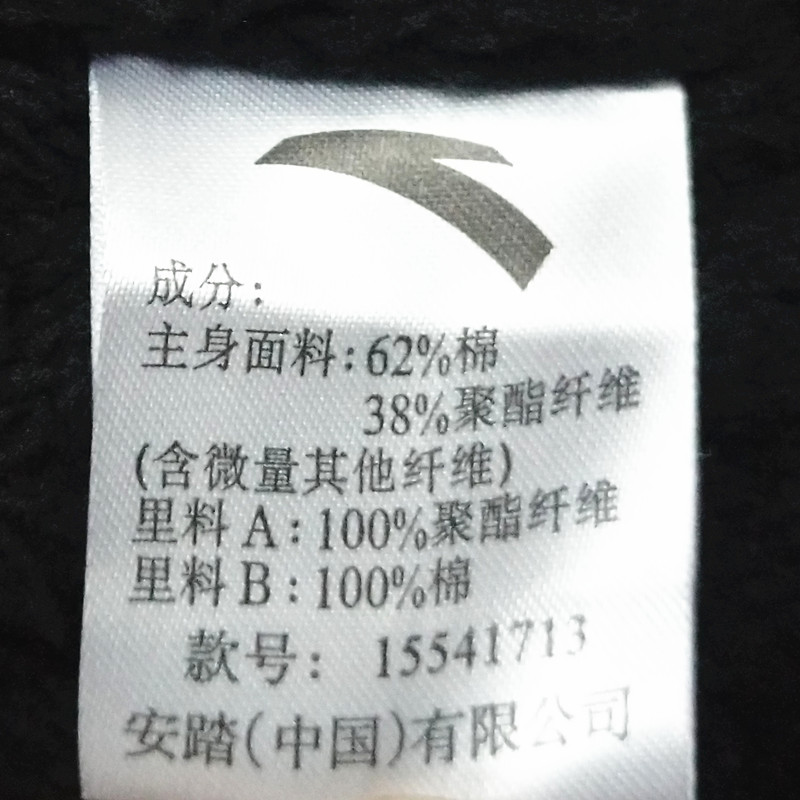 成分:
主身面料:62%棉
38%聚酯纤维
(含微量其他纤维)
里料A:100%聚酯纤维
里料B:100%棉
款号: 15541713
安踏(中国)有限公司